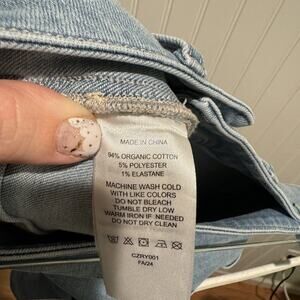 MADE IN CHINA
94% ORGANIC COTTON
5% POLYESTER
1% ELASTANE
MACHINE WASH COLD
WITH LIKE COLORS
DO NOT BLEACH
TUMBLE DRY LOW
WARM IRON IF NEEDED
DO NOT DRY CLEAN
CZRY001
FA/24